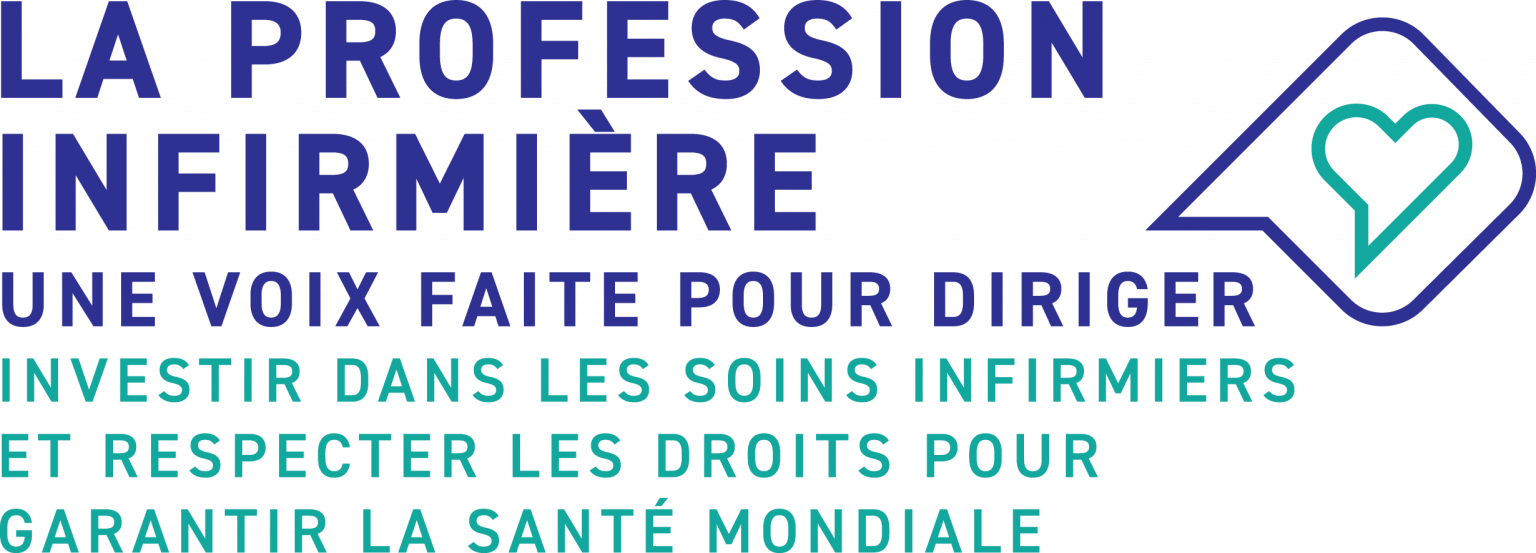 LA PROFESSION
INFIRMIÈRE
UNE VOIX FAITE POUR DIRIGER
INVESTIR DANS LES SOINS INFIRMIERS
ET RESPECTER LES DROITS POUR
GARANTIR LA SANTÉ MONDIALE